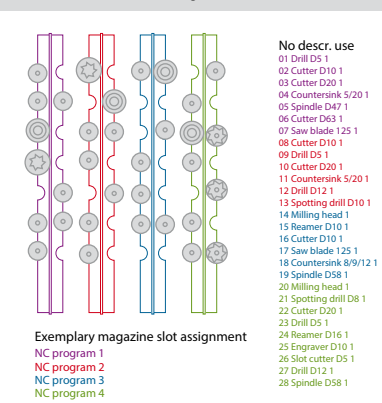 No descr. use
01 Drill D5 1
02 Cutter D10 1
03 Cutter D20 1
04 Countersink 5/20 1
05 Spindle D47 1
06 Cutter D63 1
07 Saw blade 125 1
08 Cutter D10 1
09 Drill D5 1
10 Cutter D20 1
11 Countersink 5/20 1
12 Drill D12 1
13 Spotting drill D10 1
14 Milling head 1
15 Reamer D10 1
16 Cutter D10 1
17 Saw blade 125 1
18 Countersink 8/9/12 1
19 Spindle D58 1
20 Milling head 1
21 Spotting drill D8 1
22 Cutter D20 1
23 Drill D5 1
24 Reamer D16 1
25 Engraver D10 1
26 Slot cutter D5 1
27 Drill D12 1
28 Spindle D58 1
Exemplary magazine slot assignment
NC program 1
NC program 2
NC program 3
NC program 4